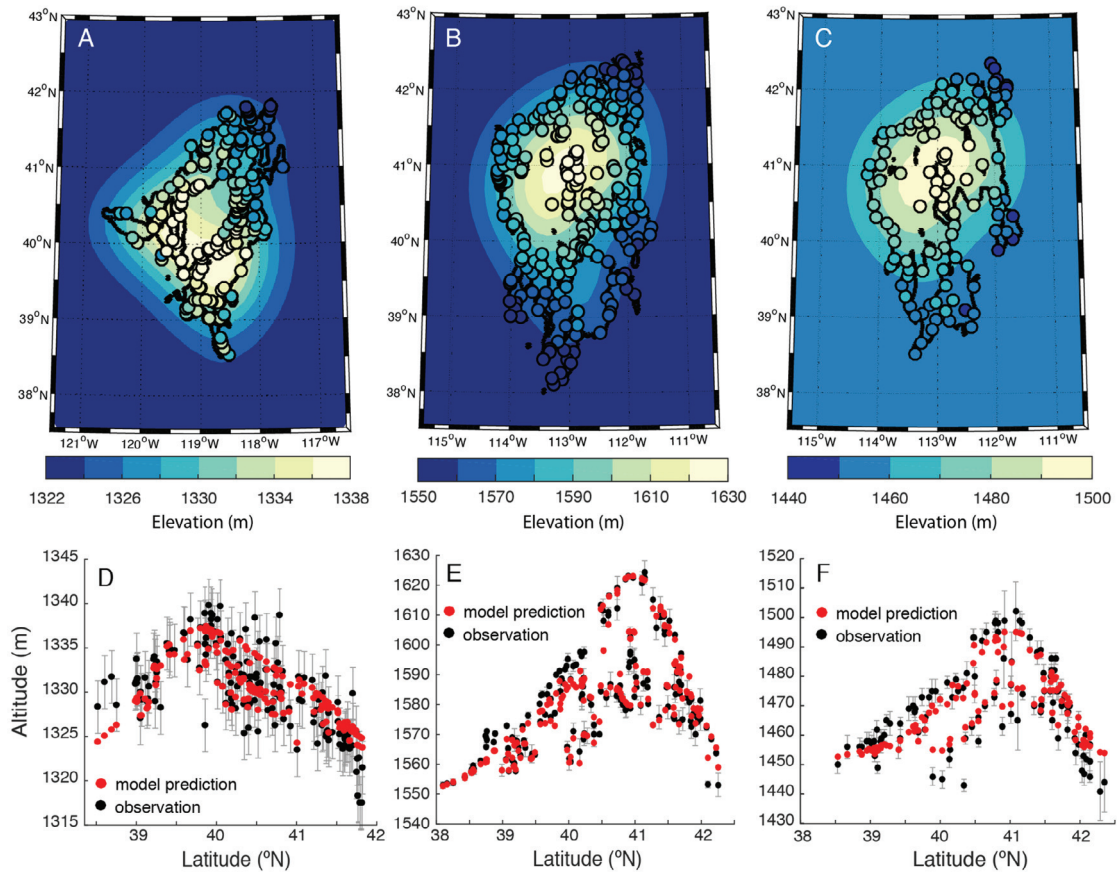 A
43°N
42°N
41°N
40°N
39°N
38°N
121°W 120°W 119°W 118°W 117°W
1322 1326 1330 1334 1338
Elevation (m)
B
43°N
42°N
41°N
40°N
39°N
38°N
115°W 114°W 113°W 112°W 111°W
1550 1570 1590 1610 1630
Elevation (m)
C
43°N
42°N
41°N
40°N
39°N
38°N
115°W 114°W 113°W 112°W 111°W
1440 1460 1480 1500
Elevation (m)
D
Altitude (m)
1345
1340
1335
1330
1325
1320
1315
model prediction
observation
39 40 41 42
Latitude (ºN)
E
1630
1620
1610
1600
1590
1580
1570
1560
1550
1540
model prediction
observation
38 39 40 41 42
Latitude (ºN)
F
1520
1510
1500
1490
1480
1470
1460
1450
1440
1430
model prediction
observation
38 39 40 41 42
Latitude (ºN)